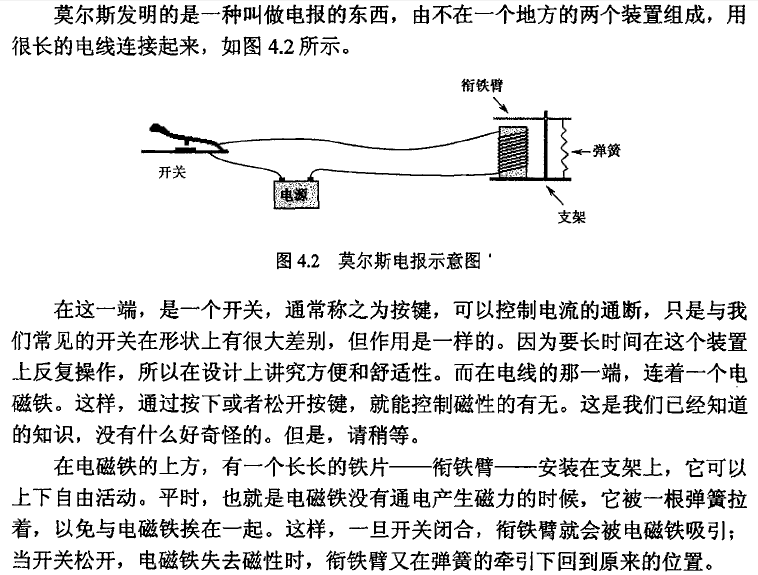 莫尔斯发明的是一种叫做电报的东西，由不在一个地方的两个装置组成，用
很长的电线连接起来，如图 4.2 所示。
衔铁臂
弹簧
开关
电源
支架
图 4.2 莫尔斯电报示意图
在这一端，是一个开关，通常称之为按键，可以控制电流的通断，只是与我
们常见的开关在形状上有很大差别，但作用是一样的。因为要长时间在这个装置
上反复操作，所以在设计上讲究方便和舒适性。而在电线的那一端，连着一个电
磁铁。这样，通过按下或者松开按键，就能控制磁性的有无。这是我们已经知道
的知识，没有什么好奇怪的。但是，请稍等。
在电磁铁的上方，有一个长长的铁片——衔铁臂——安装在支架上，它可以
上下自由活动。平时，也就是电磁铁没有通电产生磁力的时候，它被一根弹簧拉
着，以免与电磁铁挨在一起。这样，一旦开关闭合，衔铁臂就会被电磁铁吸引；
当开关松开，电磁铁失去磁性时，衔铁臂又在弹簧的牵引下回到原来的位置。